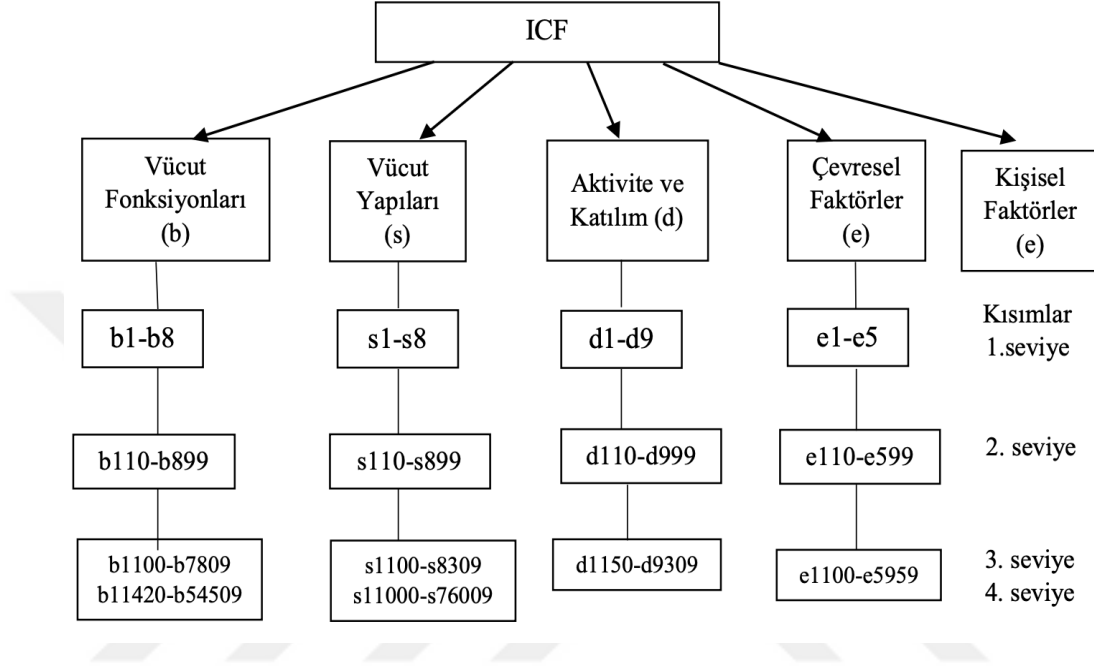 ICF
Vücut
Fonksiyonları
(b)
Vücut
Yapıları
(s)
Aktivite ve
Katılım (d)
Çevresel
Faktörler
(e)
Kişisel
Faktörler
(e)
b1-b8
s1-s8
d1-d9
e1-e5
Kısımlar
1.seviye
b110-b899
s110-s899
d110-d999
e110-e599
2. seviye
b1100-b7809
b11420-b54509
s1100-s8309
s11000-s76009
d1150-d9309
e1100-e5959
3. seviye
4. seviye